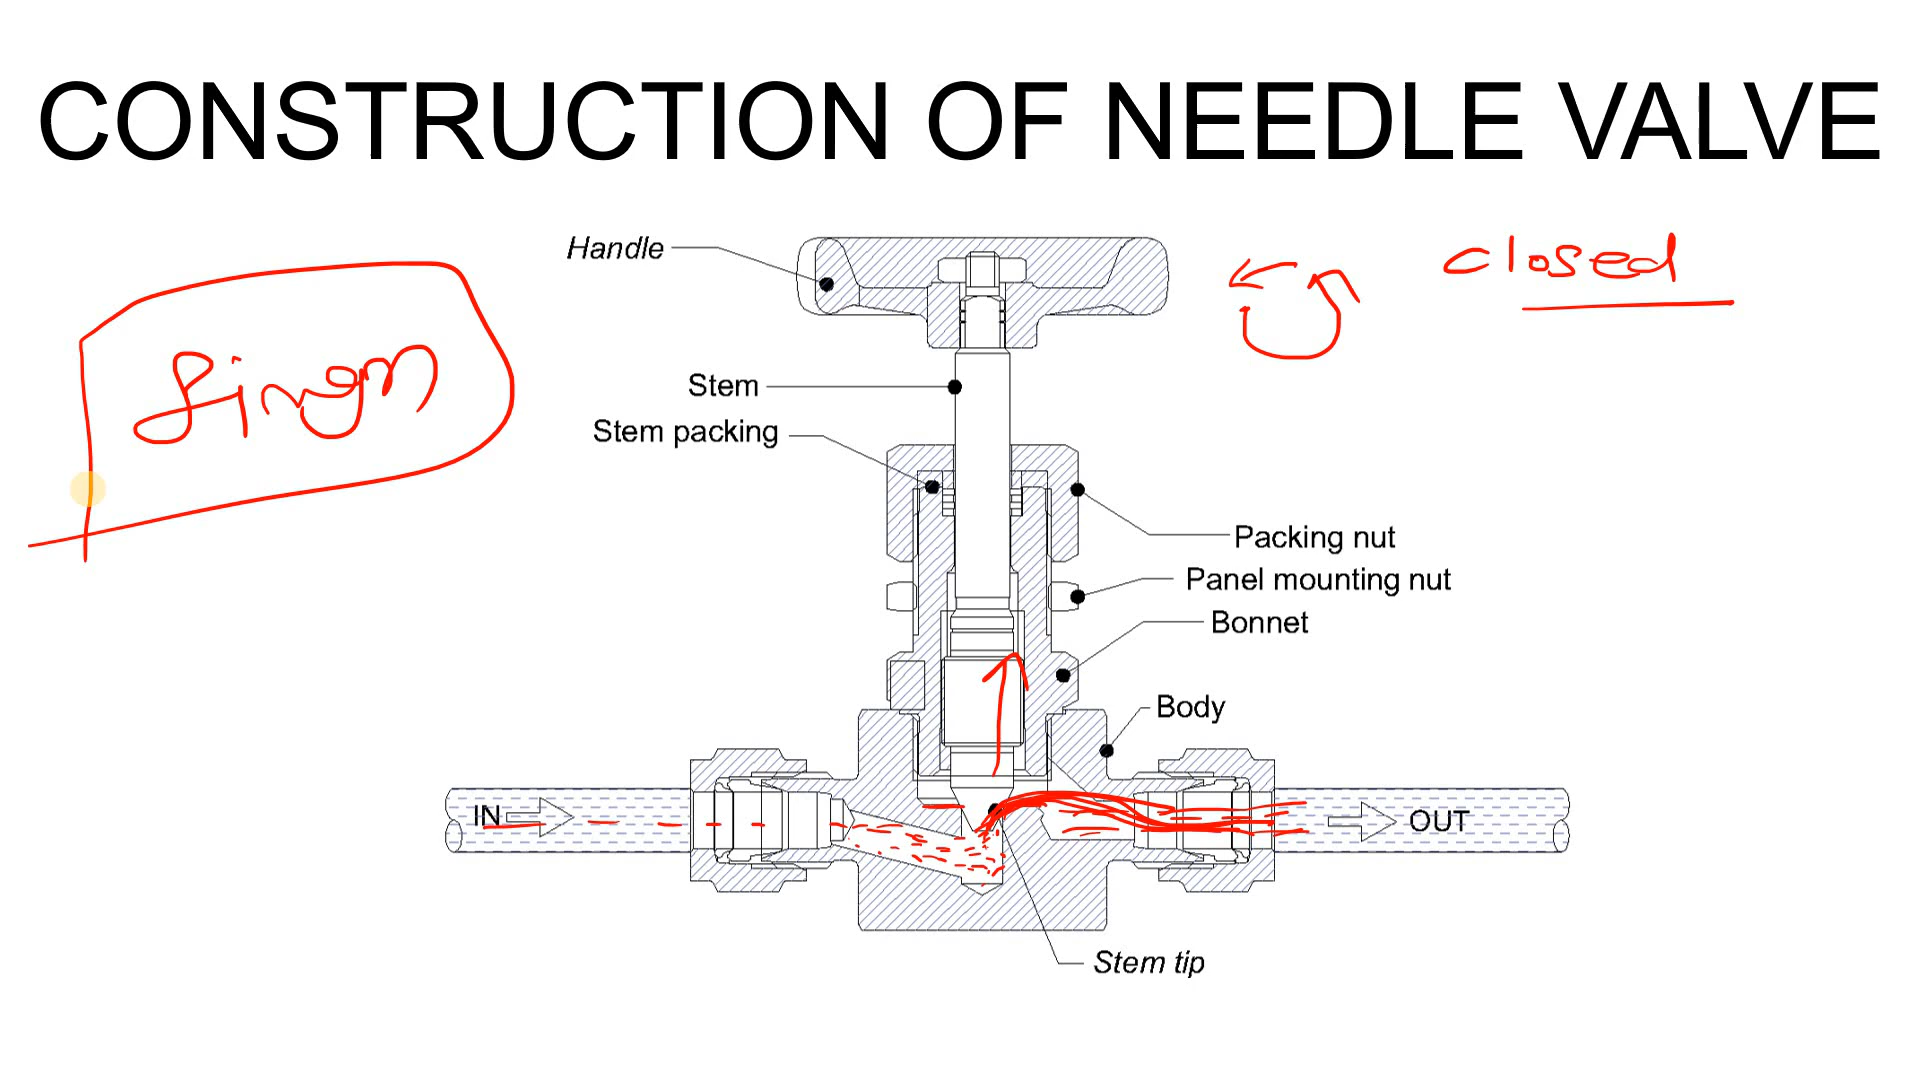 CONSTRUCTION OF NEEDLE VALVE
Handle
closed
Stem
Stem packing
Packing nut
Panel mounting nut
Bonnet
Body
IN
OUT
Stem tip